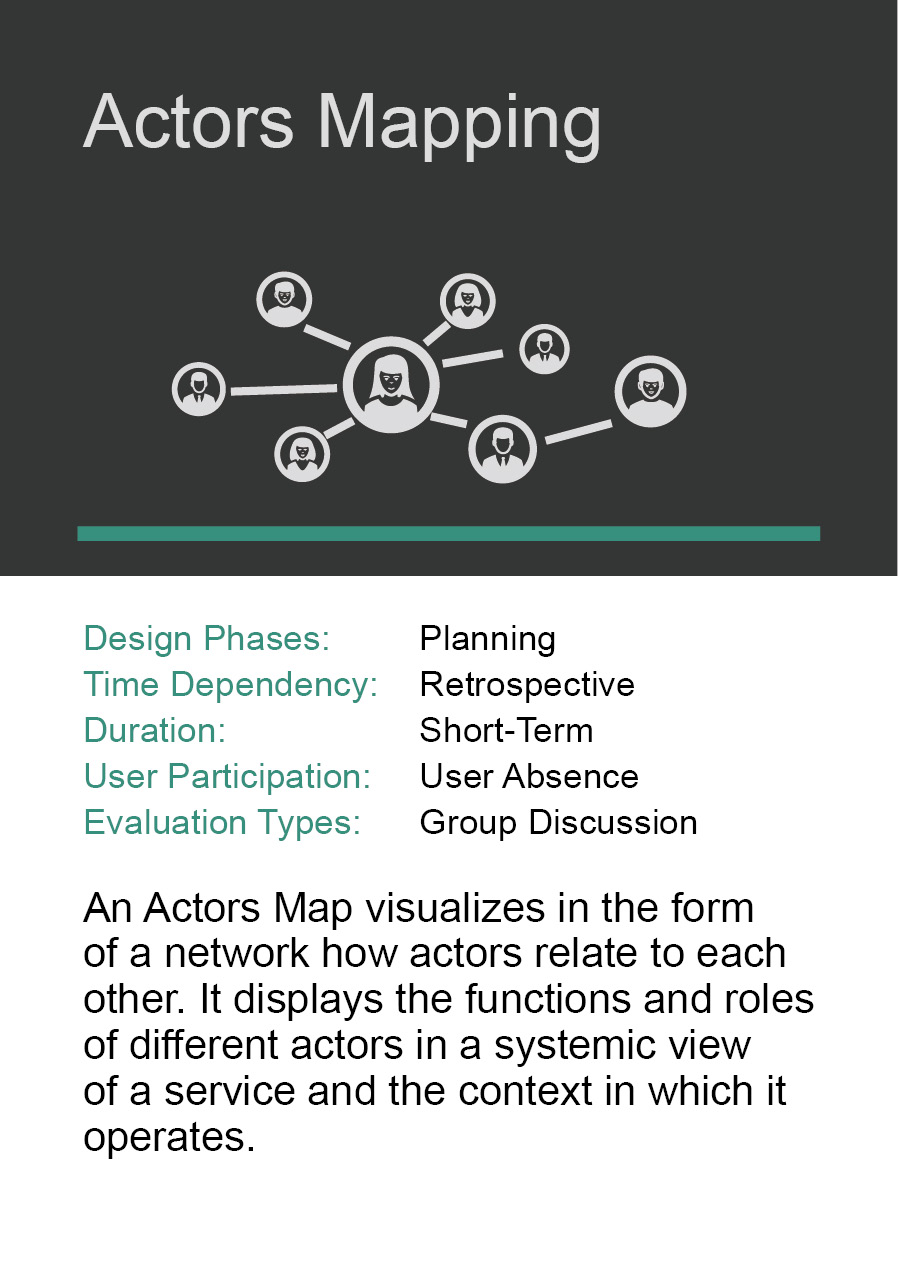 Actors Mapping
Design Phases: Planning
Time Dependency: Retrospective
Duration: Short-Term
User Participation: User Absence
Evaluation Types: Group Discussion
An Actors Map visualizes in the form
of a network how actors relate to each
other. It displays the functions and roles
of different actors in a systemic view
of a service and the context in which it
operates.